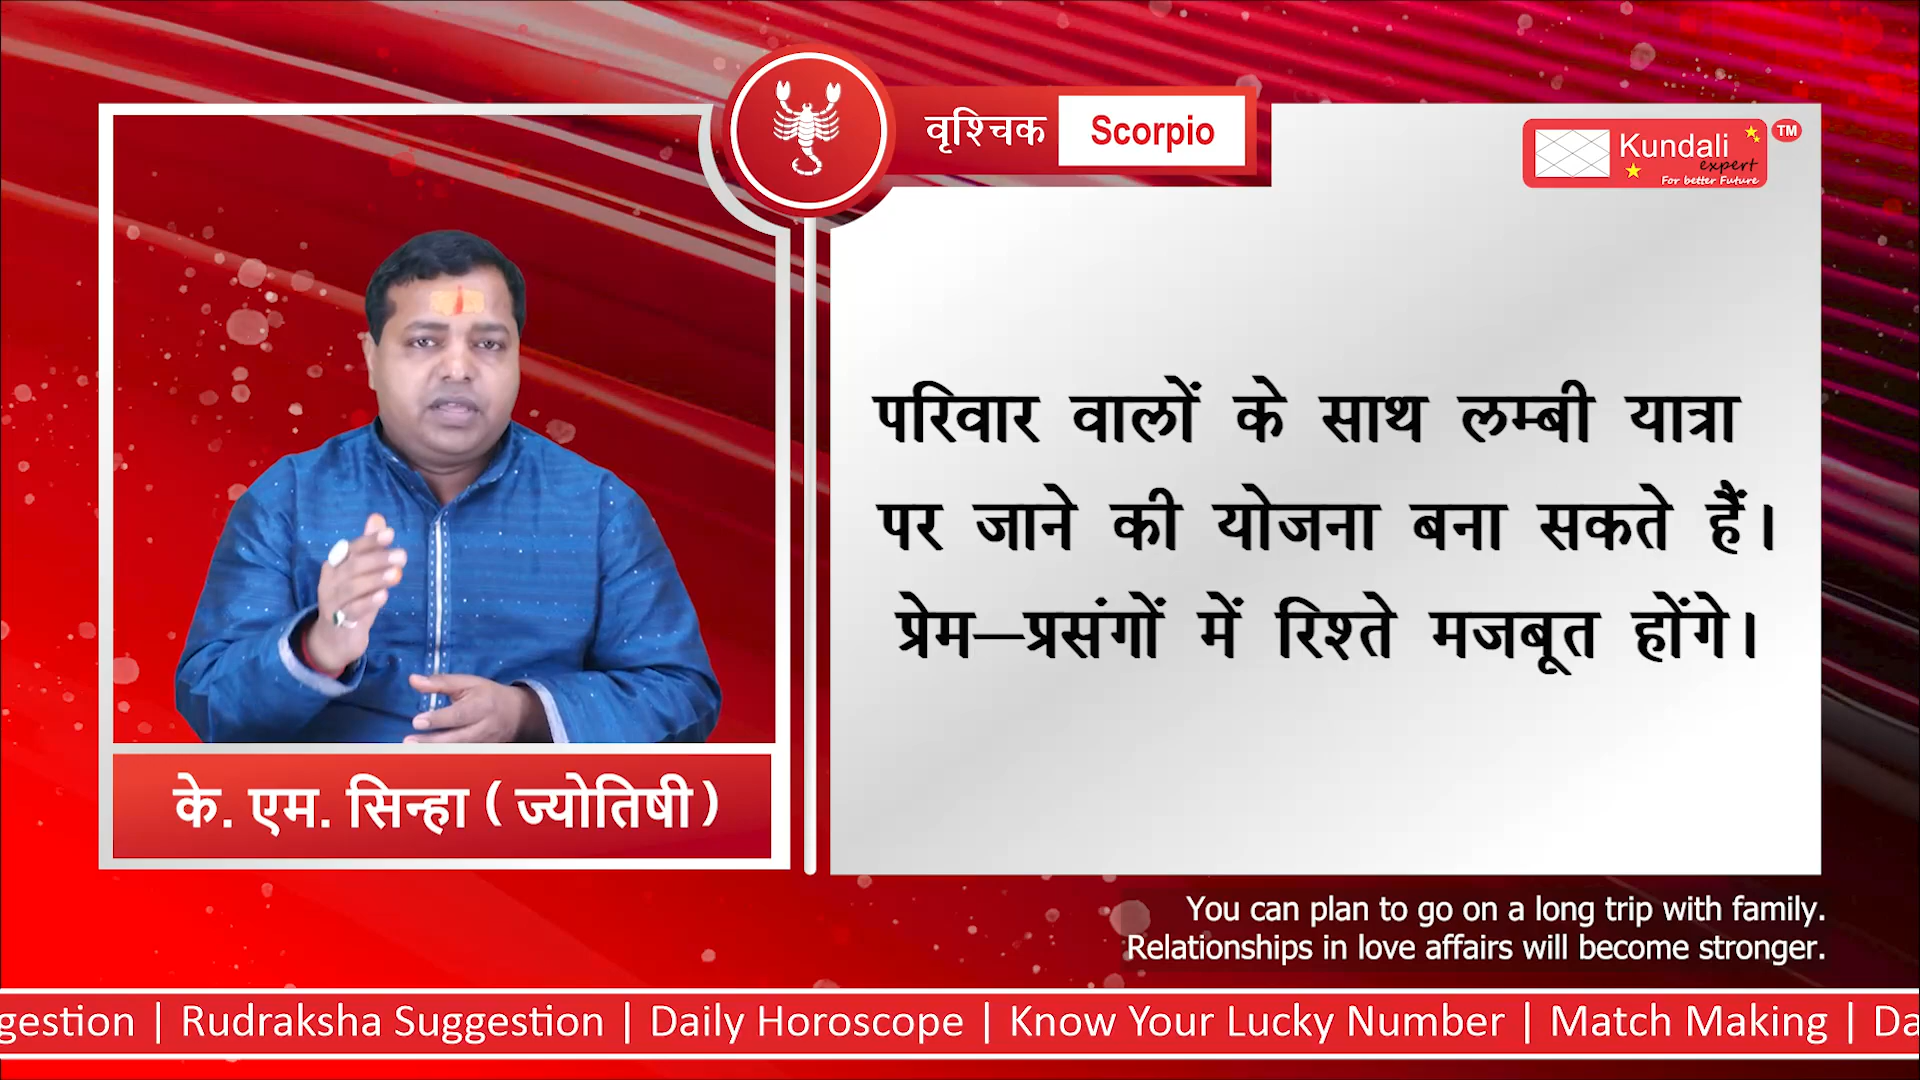 वृश्चिक Scorpio
Kundali
expert
For better Future
TM
परिवार वालों के साथ लम्बी यात्रा
पर जाने की योजना बना सकते हैं।
प्रेम–प्रसंगों में रिश्ते मजबूत होंगे।
के. एम. सिन्हा ( ज्योतिषी )
You can plan to go on a long trip with family.
Relationships in love affairs will become stronger.
gestion | Rudraksha Suggestion | Daily Horoscope | Know Your Lucky Number | Match Making | Da